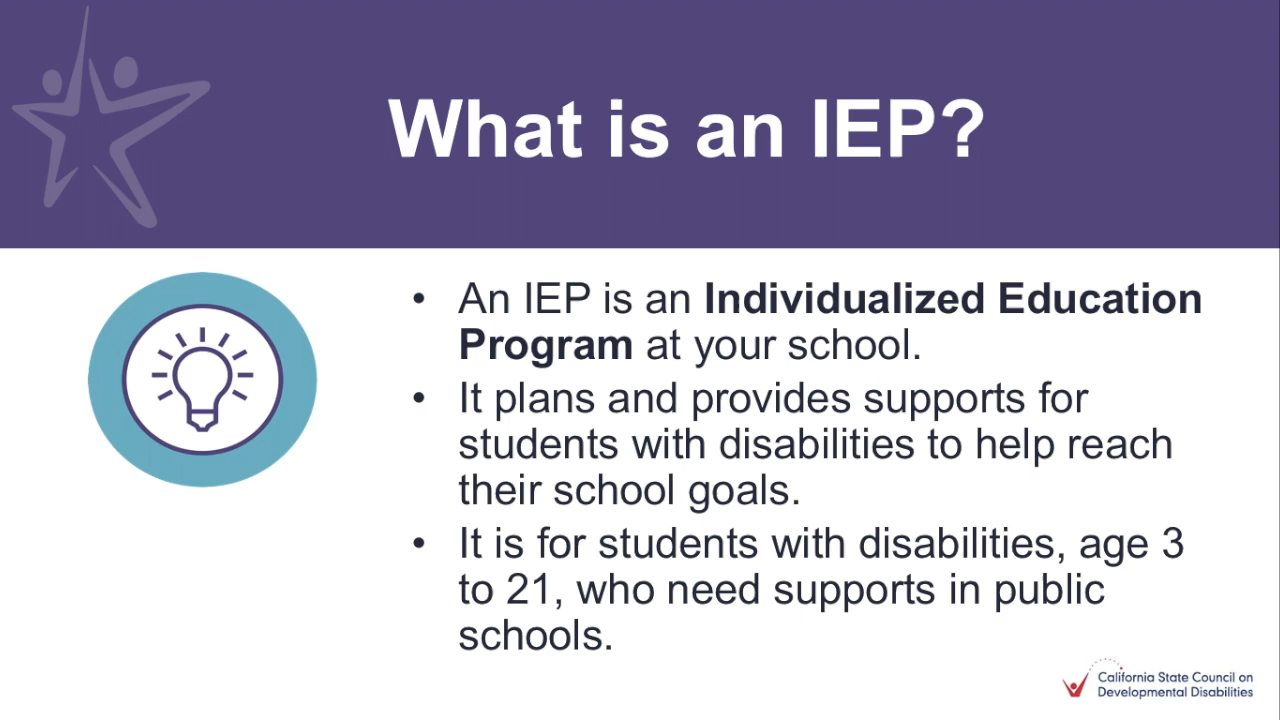 What is an IEP?
• An IEP is an Individualized Education
Program at your school.
• It plans and provides supports for
students with disabilities to help reach
their school goals.
• It is for students with disabilities, age 3
to 21, who need supports in public
schools.
California State Council on
Developmental Disabilities